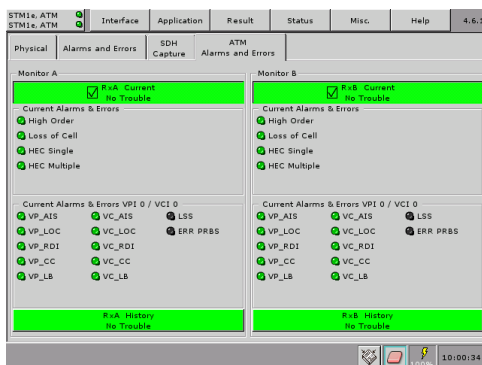 STM1e, ATM
STM1e, ATM
Interface
Application
Result
Status
Misc.
Help
4.6.1
Physical
Alarms and Errors
SDH
Capture
ATM
Alarms and Errors
Monitor A
RxA Current
No Trouble
Current Alarms & Errors
High Order
Loss of Cell
HEC Single
HEC Multiple
Current Alarms & Errors VPI 0 / VCI 0
VP_AIS VC_AIS LSS
VP_LOC VC_LOC ERR PRBS
VP_RDI VC_RDI
VP_CC VC_CC
VP_LB VC_LB
RxA History
No Trouble
Monitor B
RxB Current
No Trouble
Current Alarms & Errors
High Order
Loss of Cell
HEC Single
HEC Multiple
Current Alarms & Errors VPI 0 / VCI 0
VP_AIS VC_AIS LSS
VP_LOC VC_LOC ERR PRBS
VP_RDI VC_RDI
VP_CC VC_CC
VP_LB VC_LB
RxB History
No Trouble
100%
10:00:34